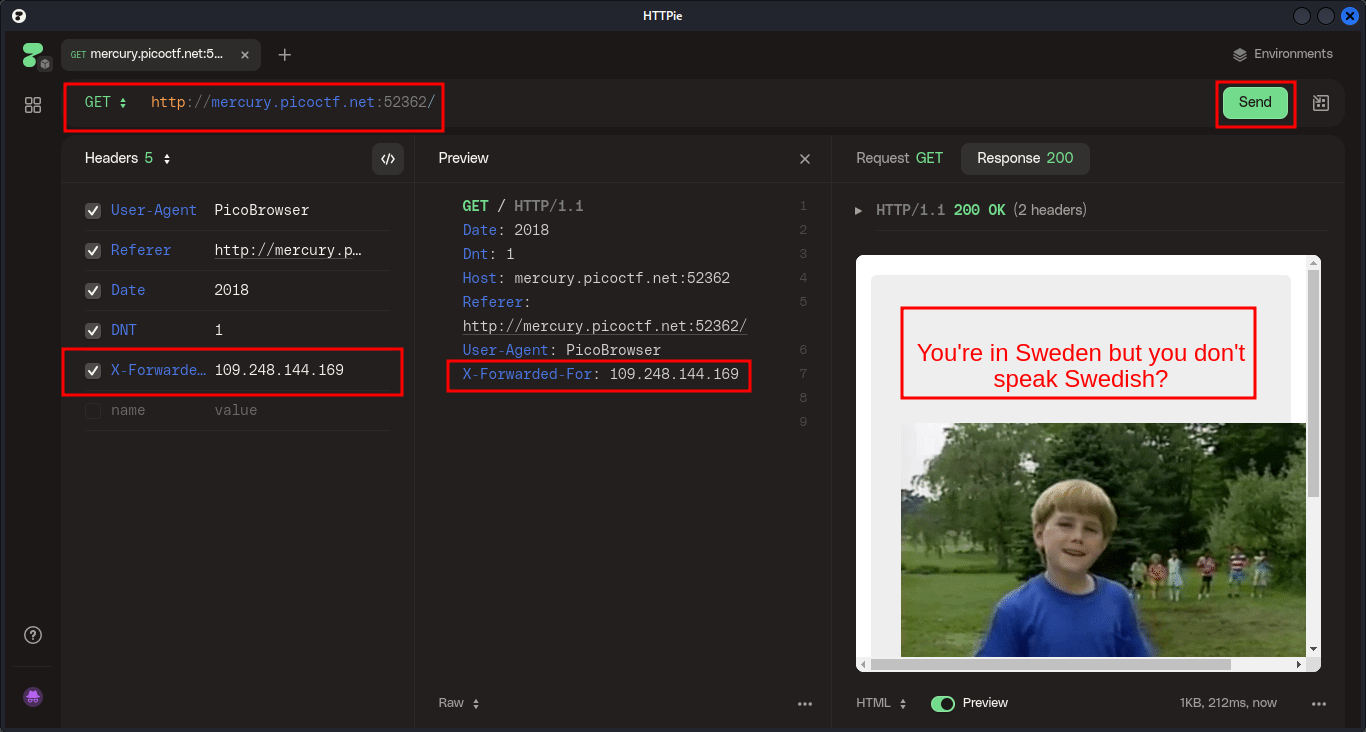 HTTPie
GET mercury.picoctf.net:5...
Environments
GET http://mercury.picoctf.net:52362/
Send
Headers 5
User-Agent PicoBrowser
Referer http://mercury.p...
Date 2018
DNT 1
X-Forwarde... 109.248.144.169
name value
Preview
GET / HTTP/1.1 1
Date: 2018 2
Dnt: 1 3
Host: mercury.picoctf.net:52362 4
Referer: 5
http://mercury.picoctf.net:52362/
User-Agent: PicoBrowser 6
X-Forwarded-For: 109.248.144.169 7
8
9
Raw
Request GET Response 200
HTTP/1.1 200 OK (2 headers)
You're in Sweden but you don't
speak Swedish?
HTML Preview 1KB, 212ms, now